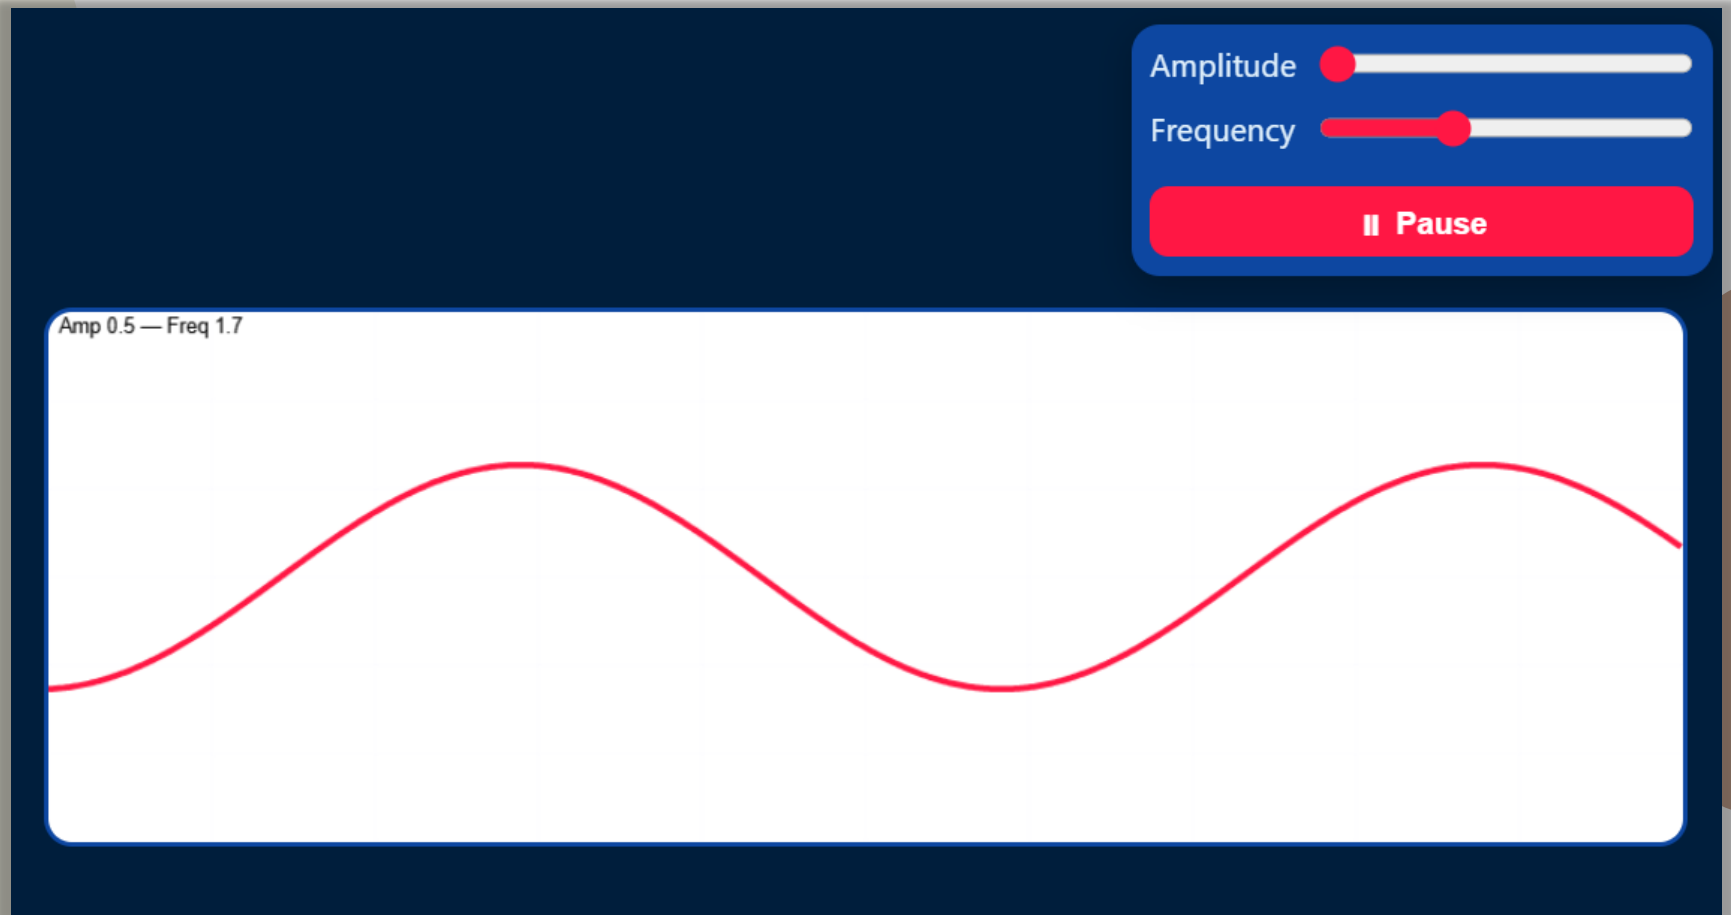 Amplitude
Frequency
⏸ Pause
Amp 0.5 — Freq 1.7